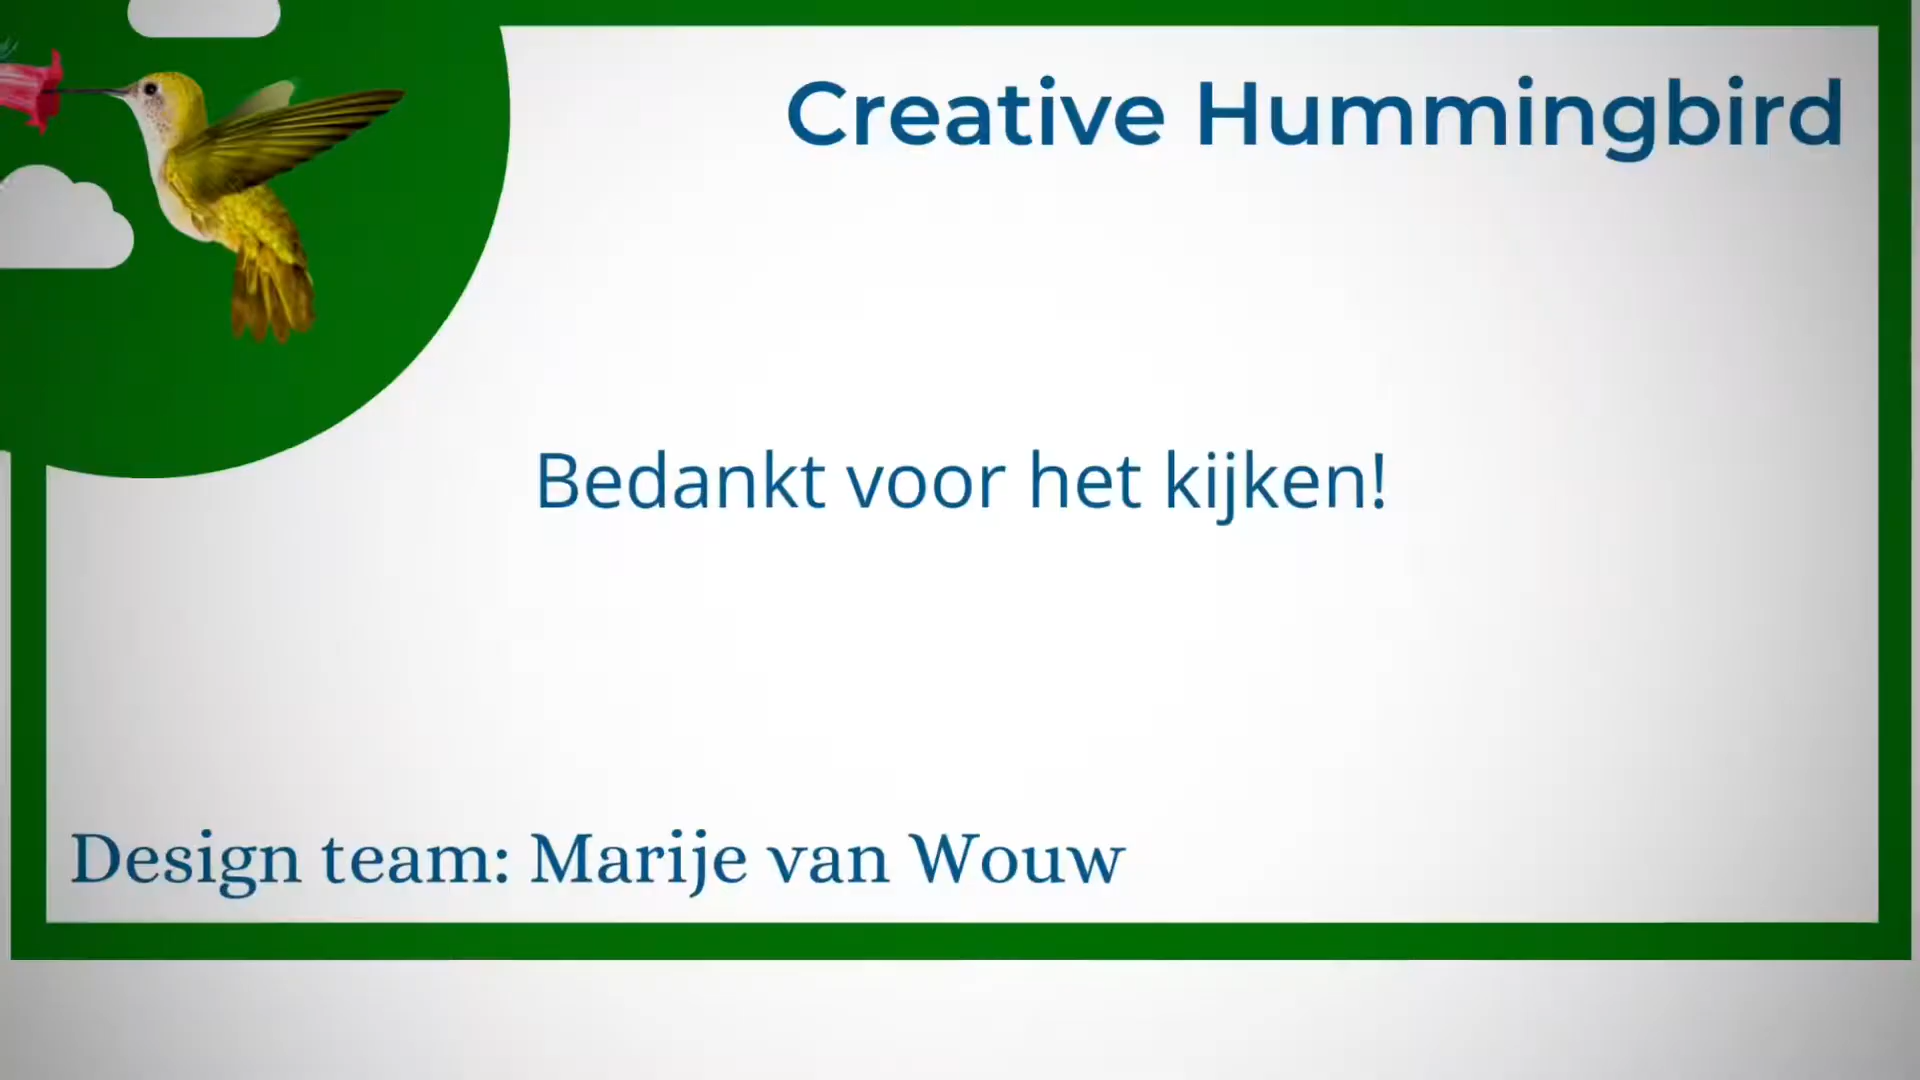 Creative Hummingbird
Bedankt voor het kijken!
Design team: Marije van Wouw